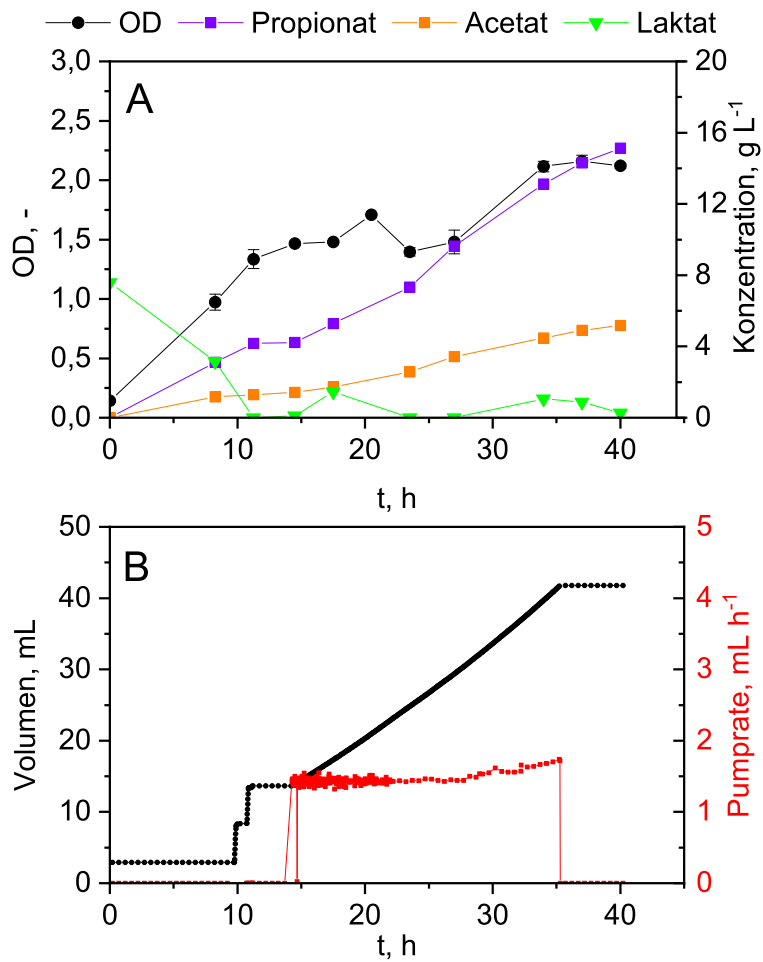 OD Propionat Acetat Laktat
A
3,0
2,5
2,0
1,5
1,0
0,5
0,0
OD, -
20
16
12
8
4
0
Konzentration, g L⁻¹
0 10 20 30 40
t, h
B
50
40
30
20
10
0
Volumen, mL
5
4
3
2
1
0
Pumprate, mL h⁻¹
0 10 20 30 40
t, h